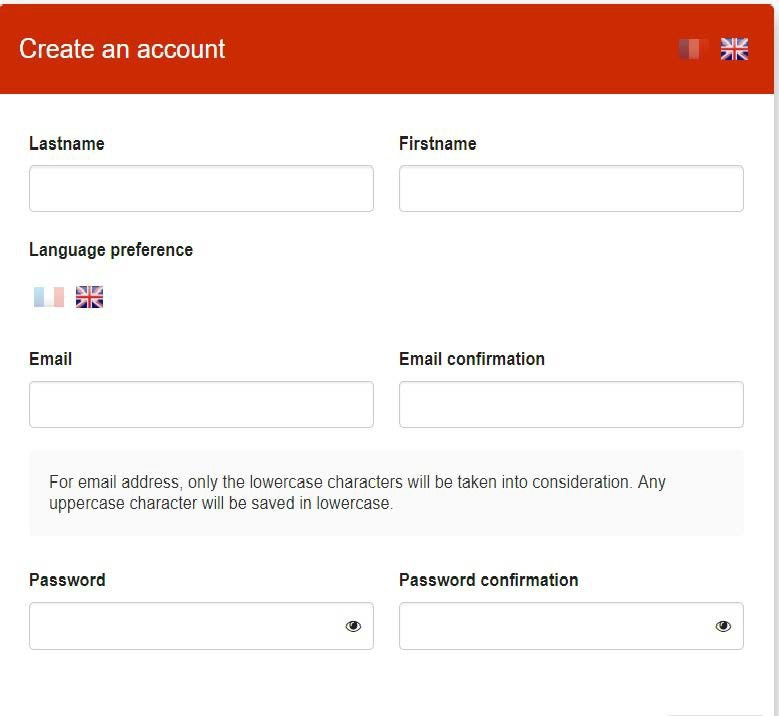 Create an account
Lastname
Firstname
Language preference
Email
Email confirmation
For email address, only the lowercase characters will be taken into consideration. Any
uppercase character will be saved in lowercase.
Password
Password confirmation